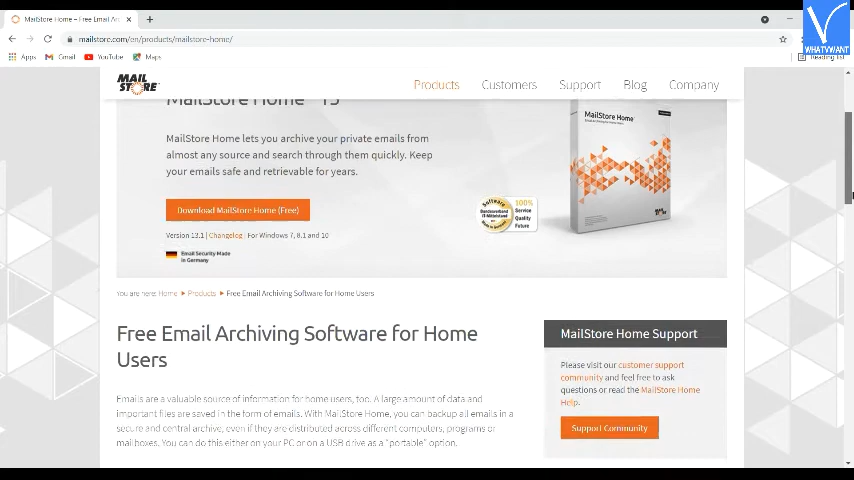 MailStore Home – Free Email Arc
WHATVWANT
mailstore.com/en/products/mailstore-home/
Apps Gmail YouTube Maps
Reading list
MAIL STORE
Products Customers Support Blog Company
MailStore Home
MailStore Home lets you archive your private emails from
almost any source and search through them quickly. Keep
your emails safe and retrievable for years.
MailStore Home
Download MailStore Home (Free)
Software
Bundesverband
IT-Mittelstand
Made in Germany
100%
Service
Quality
Future
Version 13.1 | Changelog · For Windows 7, 8.1 and 10
Email Security Made
in Germany
You are here: Home Products Free Email Archiving Software for Home Users
Free Email Archiving Software for Home
Users
Emails are a valuable source of information for home users, too. A large amount of data and
important files are saved in the form of emails. With MailStore Home, you can backup all emails in a
secure and central archive, even if they are distributed across different computers, programs or
mailboxes. You can do this either on your PC or on a USB drive as a “portable” option.
MailStore Home Support
Please visit our customer support
community and feel free to ask
questions or read the MailStore Home
Help.
Support Community